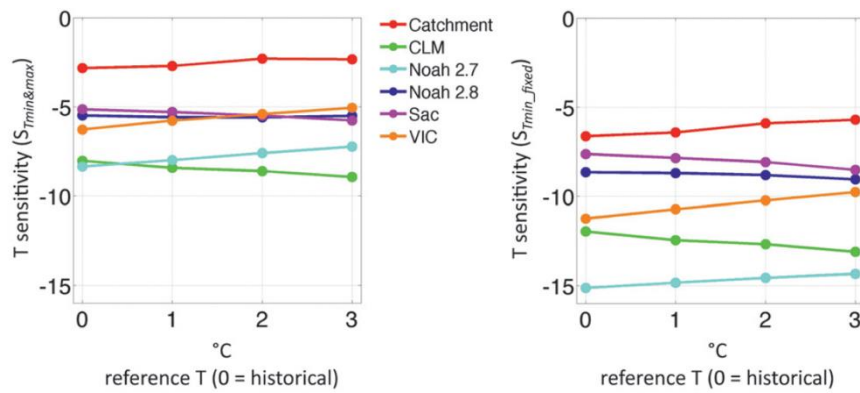 T sensitivity (S_Tmin&max)
0
-5
-10
-15
0 1 2 3
°C
reference T (0 = historical)
Catchment
CLM
Noah 2.7
Noah 2.8
Sac
VIC
T sensitivity (S_Tmin_fixed)
0
-5
-10
-15
0 1 2 3
°C
reference T (0 = historical)